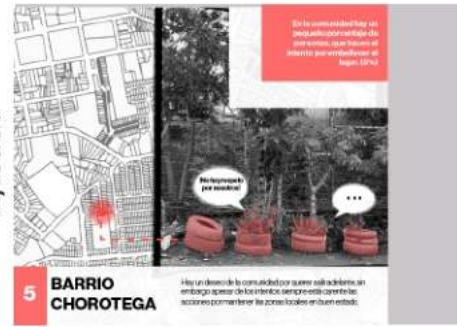 En la comunidad hay un
pequeño porcentaje de
personas, que hacen el
intento por embellecer el
lugar. (5%)
¡No hay respeto
por nosotros!
...
5
BARRIO
CHOROTEGA
Hay un deseo de la comunidad por querer salir adelante, sin
embargo apesar de los intentos siempre está carente las
acciones por mantener las zonas locales en buen estado.